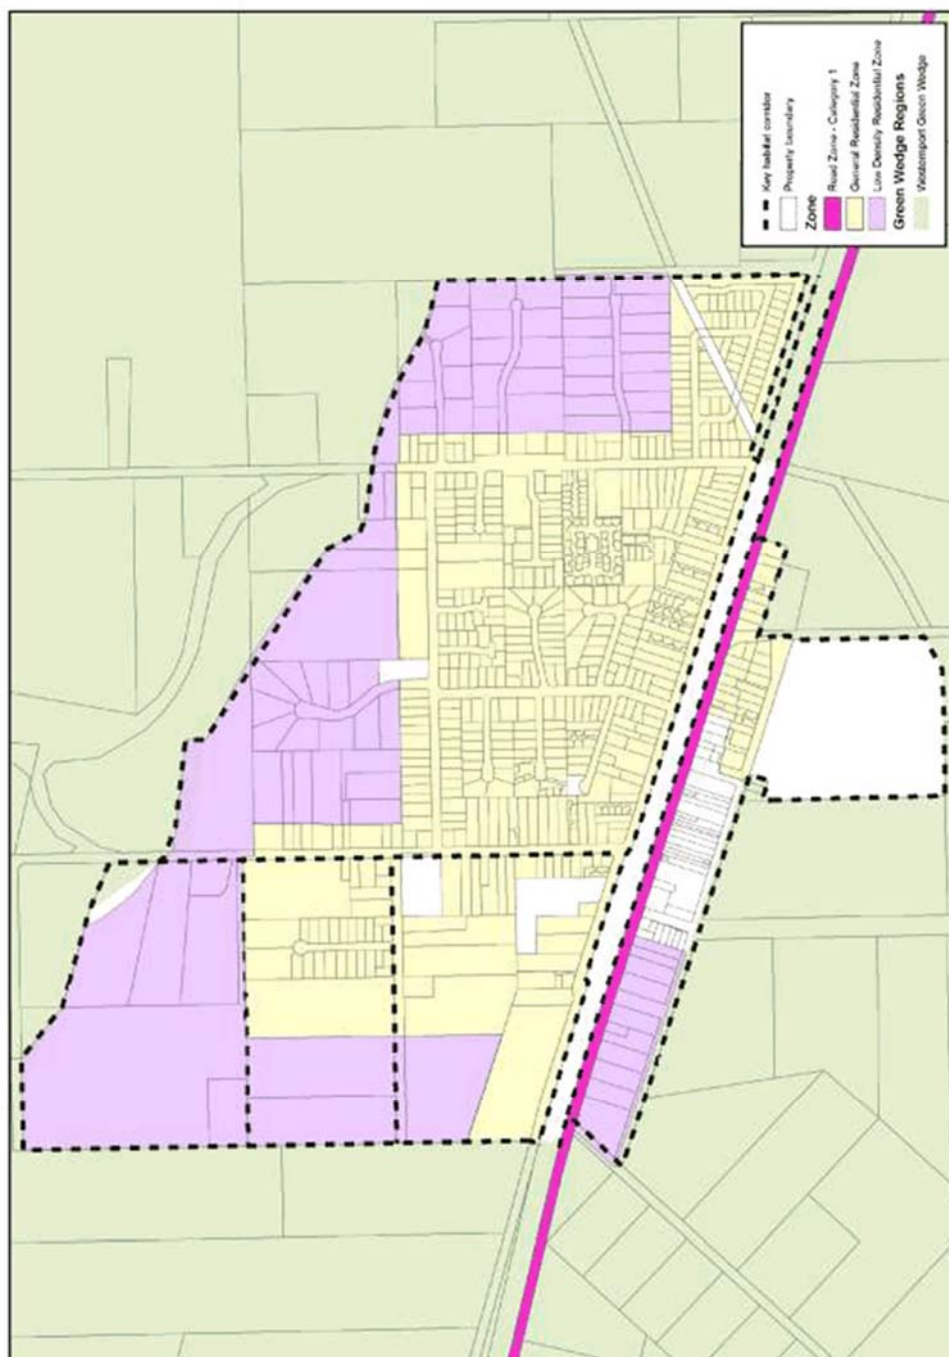 Key habitat corridor
Property boundary
Zone
Road Zone - Category 1
General Residential Zone
Low Density Residential Zone
Green Wedge Regions
Westernport Green Wedge